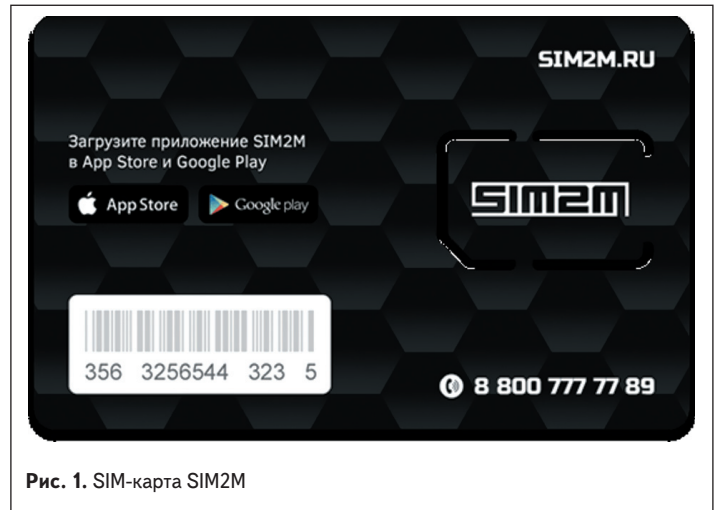 SIM2M.RU
Загрузите приложение SIM2M
в App Store и Google Play
App Store Google play
SIM2M
356 3256544 323 5
8 800 777 77 89
Рис. 1. SIM-карта SIM2M